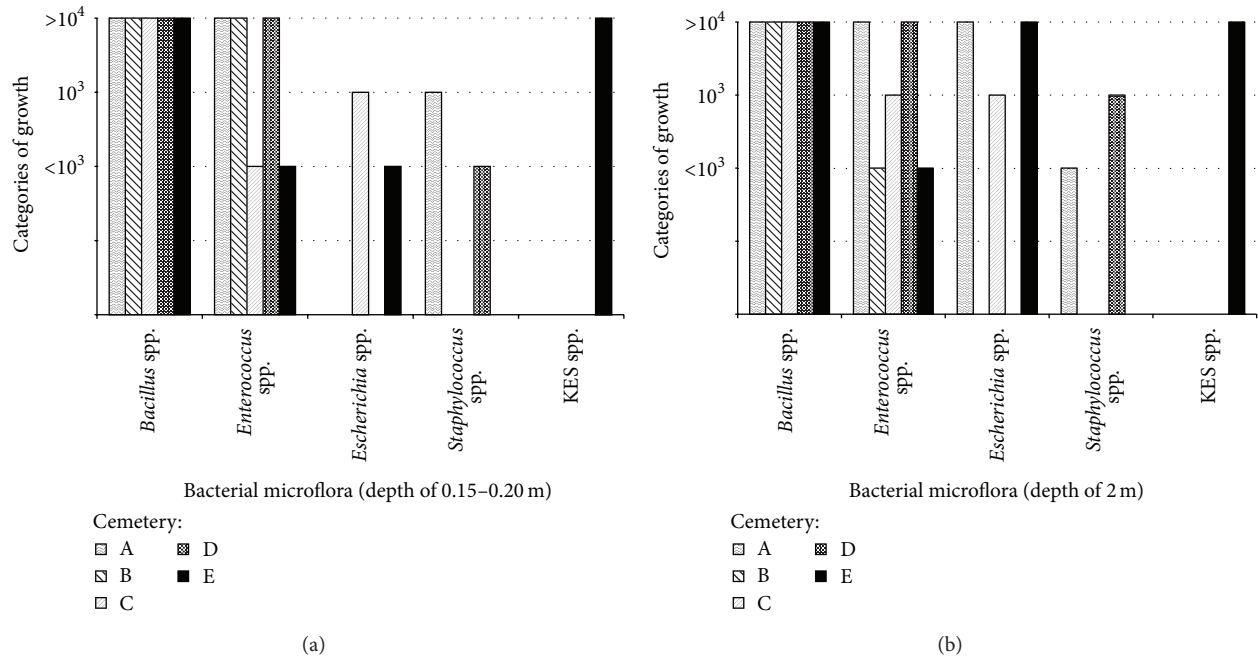 >10⁴
10³
<10³
Categories of growth
Bacillus spp.
Enterococcus
spp.
Escherichia spp.
Staphylococcus
spp.
KES spp.
Bacterial microflora (depth of 0.15–0.20 m)
Cemetery:
A
B
C
D
E
(a)
>10⁴
10³
<10³
Categories of growth
Bacillus spp.
Enterococcus
spp.
Escherichia spp.
Staphylococcus
spp.
KES spp.
Bacterial microflora (depth of 2 m)
Cemetery:
A
B
C
D
E
(b)